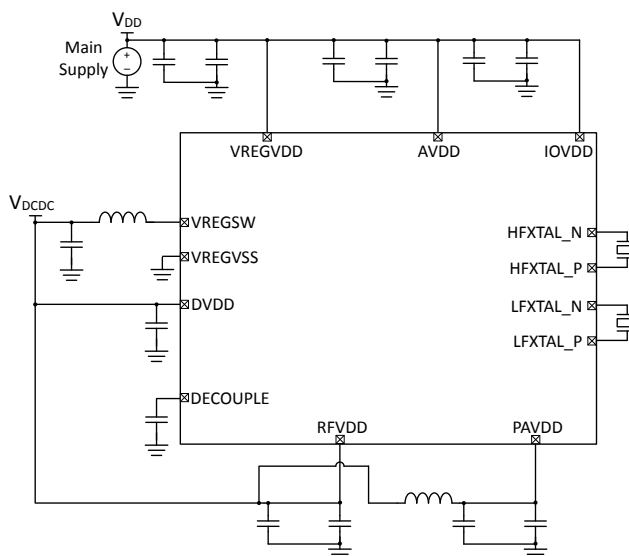 VDD
Main
Supply
+
−
VREGVDD
AVDD
IOVDD
VDCDC
VREGSW
HFXTAL_N
VREGVSS
HFXTAL_P
DVDD
LFXTAL_N
LFXTAL_P
DECOUPLE
RFVDD
PAVDD